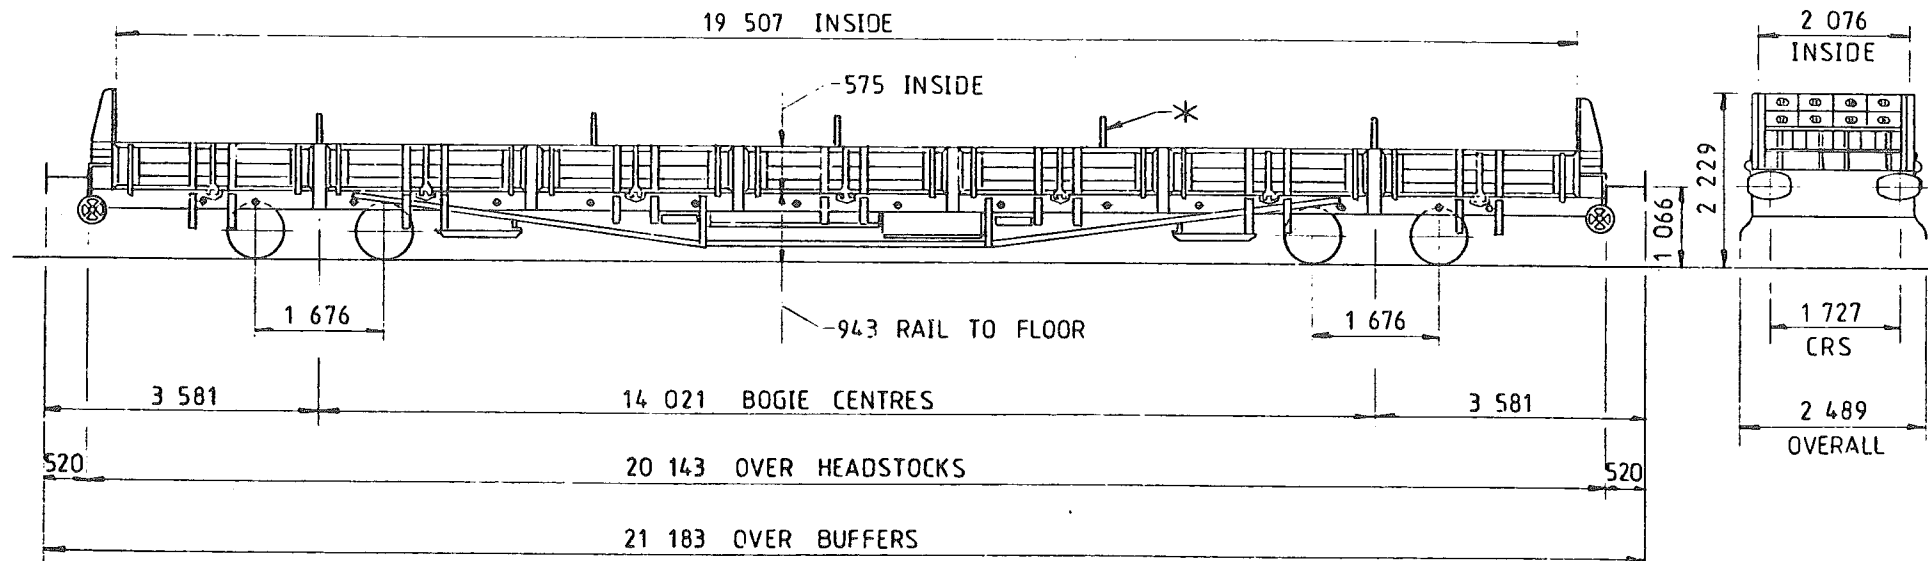 19 507 INSIDE
2 076
INSIDE
-575 INSIDE
2 229
1 066
1 676
-943 RAIL TO FLOOR
1 676
1 727
CRS
3 581
14 021 BOGIE CENTRES
3 581
2 489
OVERALL
520
20 143 OVER HEADSTOCKS
520
21 183 OVER BUFFERS